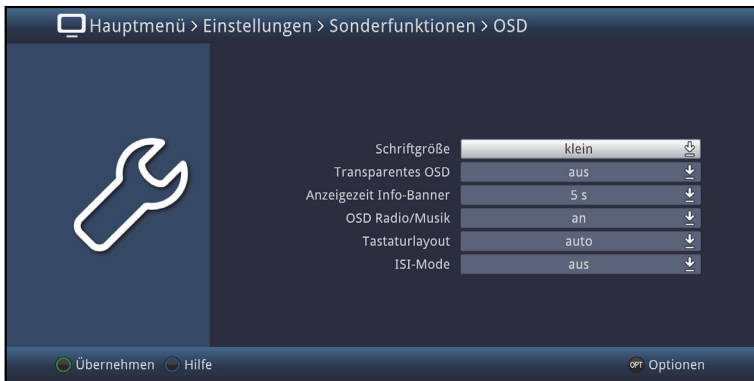 Hauptmenü > Einstellungen > Sonderfunktionen > OSD
Schriftgröße klein
Transparentes OSD aus
Anzeigezeit Info-Banner 5 s
OSD Radio/Musik an
Tastaturlayout auto
ISI-Mode aus
Übernehmen Hilfe OPT Optionen